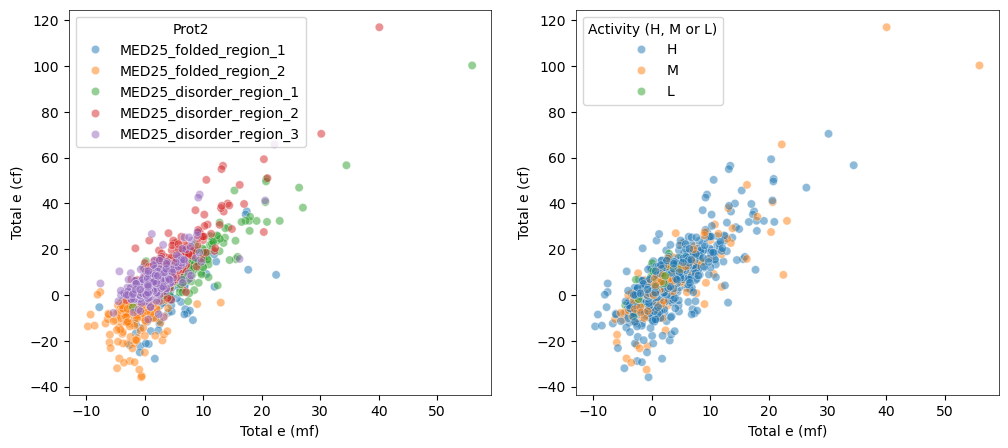 120
100
80
60
40
20
0
−20
−40
Total e (cf)
Prot2
MED25_folded_region_1
MED25_folded_region_2
MED25_disorder_region_1
MED25_disorder_region_2
MED25_disorder_region_3
−10 0 10 20 30 40 50
Total e (mf)
120
100
80
60
40
20
0
−20
−40
Total e (cf)
Activity (H, M or L)
H
M
L
−10 0 10 20 30 40 50
Total e (mf)